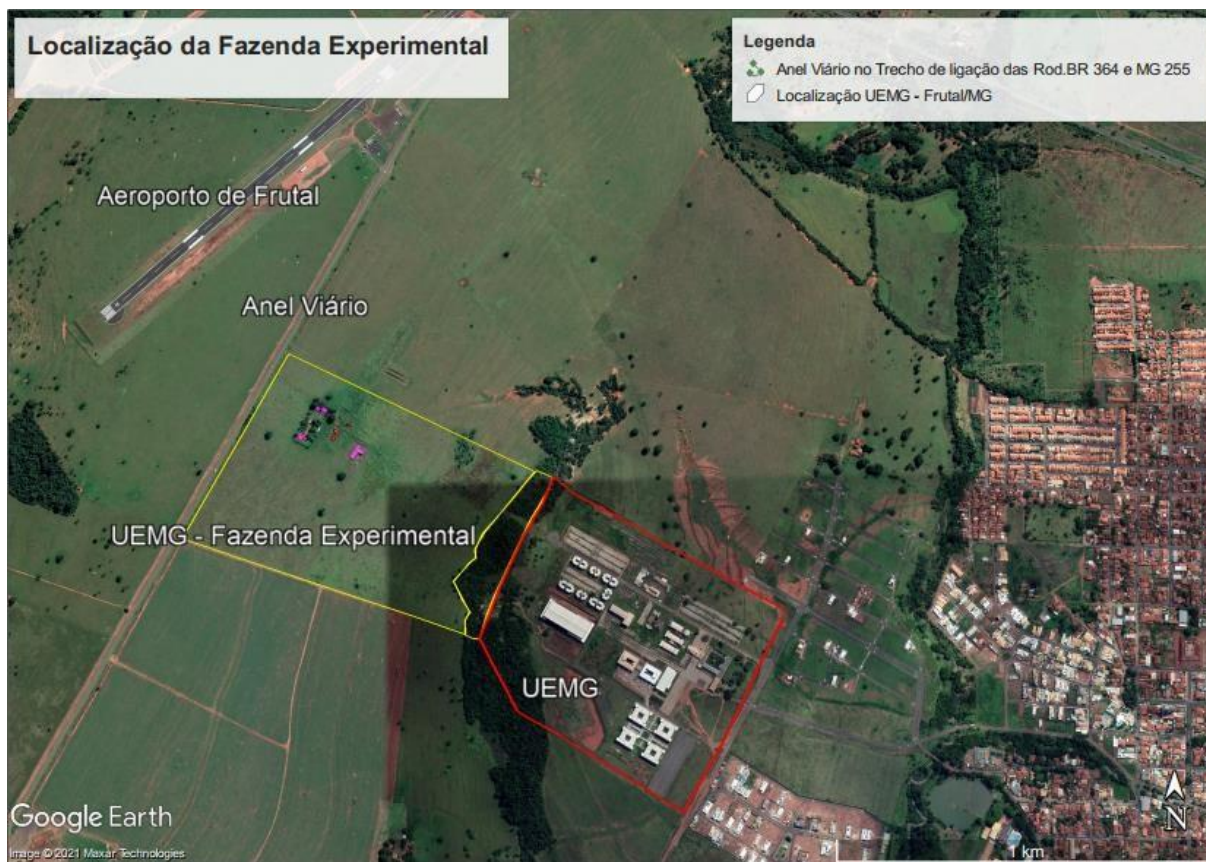 Localização da Fazenda Experimental
Legenda
Anel Viário no Trecho de ligação das Rod.BR 364 e MG 255
Localização UEMG - Frutal/MG
Aeroporto de Frutal
Anel Viário
UEMG - Fazenda Experimental
UEMG
Google Earth
N
Image © 2021 Maxar Technologies
1 km